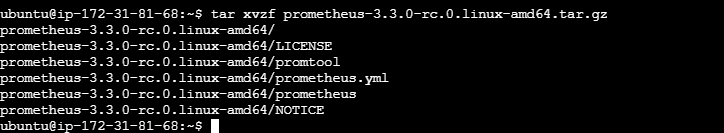 ubuntu@ip-172-31-81-68:~$ tar xvzf prometheus-3.3.0-rc.0.linux-amd64.tar.gz
prometheus-3.3.0-rc.0.linux-amd64/
prometheus-3.3.0-rc.0.linux-amd64/LICENSE
prometheus-3.3.0-rc.0.linux-amd64/promtool
prometheus-3.3.0-rc.0.linux-amd64/prometheus.yml
prometheus-3.3.0-rc.0.linux-amd64/prometheus
prometheus-3.3.0-rc.0.linux-amd64/NOTICE
ubuntu@ip-172-31-81-68:~$